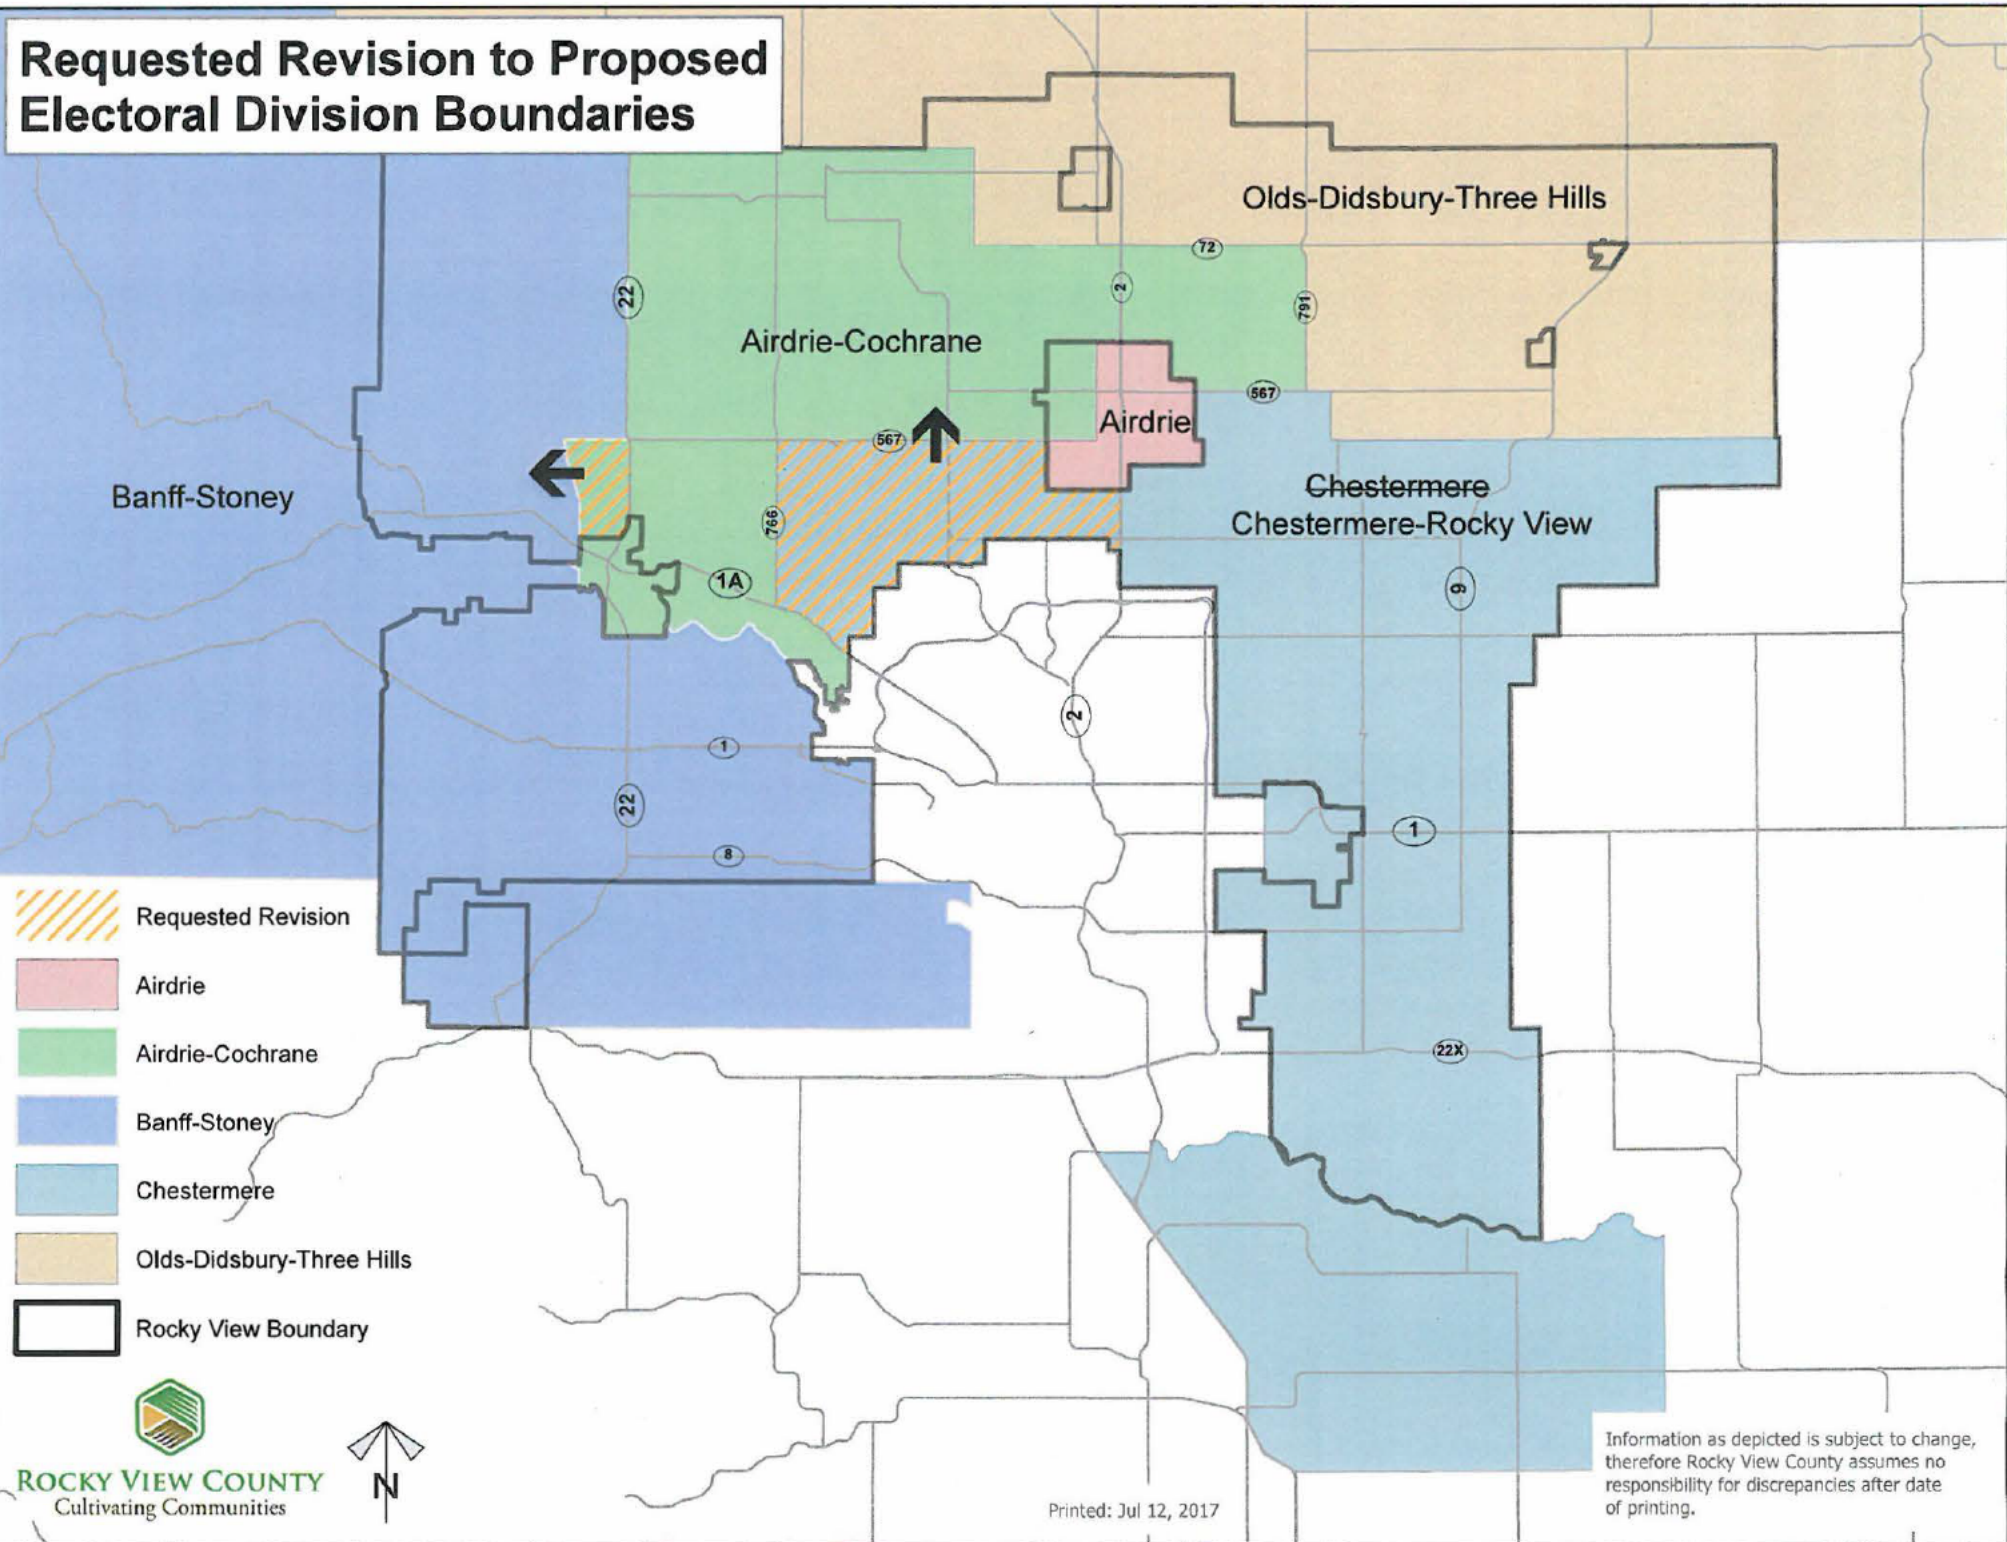 Requested Revision to Proposed
Electoral Division Boundaries
Olds-Didsbury-Three Hills
72
22
2
791
Airdrie-Cochrane
567
Airdrie
567
Banff-Stoney
Chestermere
Chestermere-Rocky View
766
1A
9
2
1
22
1
8
Requested Revision
Airdrie
Airdrie-Cochrane
22X
Banff-Stoney
Chestermere
Olds-Didsbury-Three Hills
Rocky View Boundary
ROCKY VIEW COUNTY
Cultivating Communities
N
Printed: Jul 12, 2017
Information as depicted is subject to change,
therefore Rocky View County assumes no
responsibility for discrepancies after date
of printing.